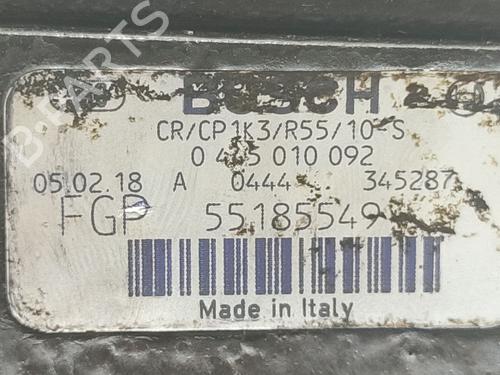 BOSCH
CR/CP1K3/R55/10-S
0 445 010 092
05.02.18 A 0444 345287
FGP 55185549
Made in Italy
B-PARTS